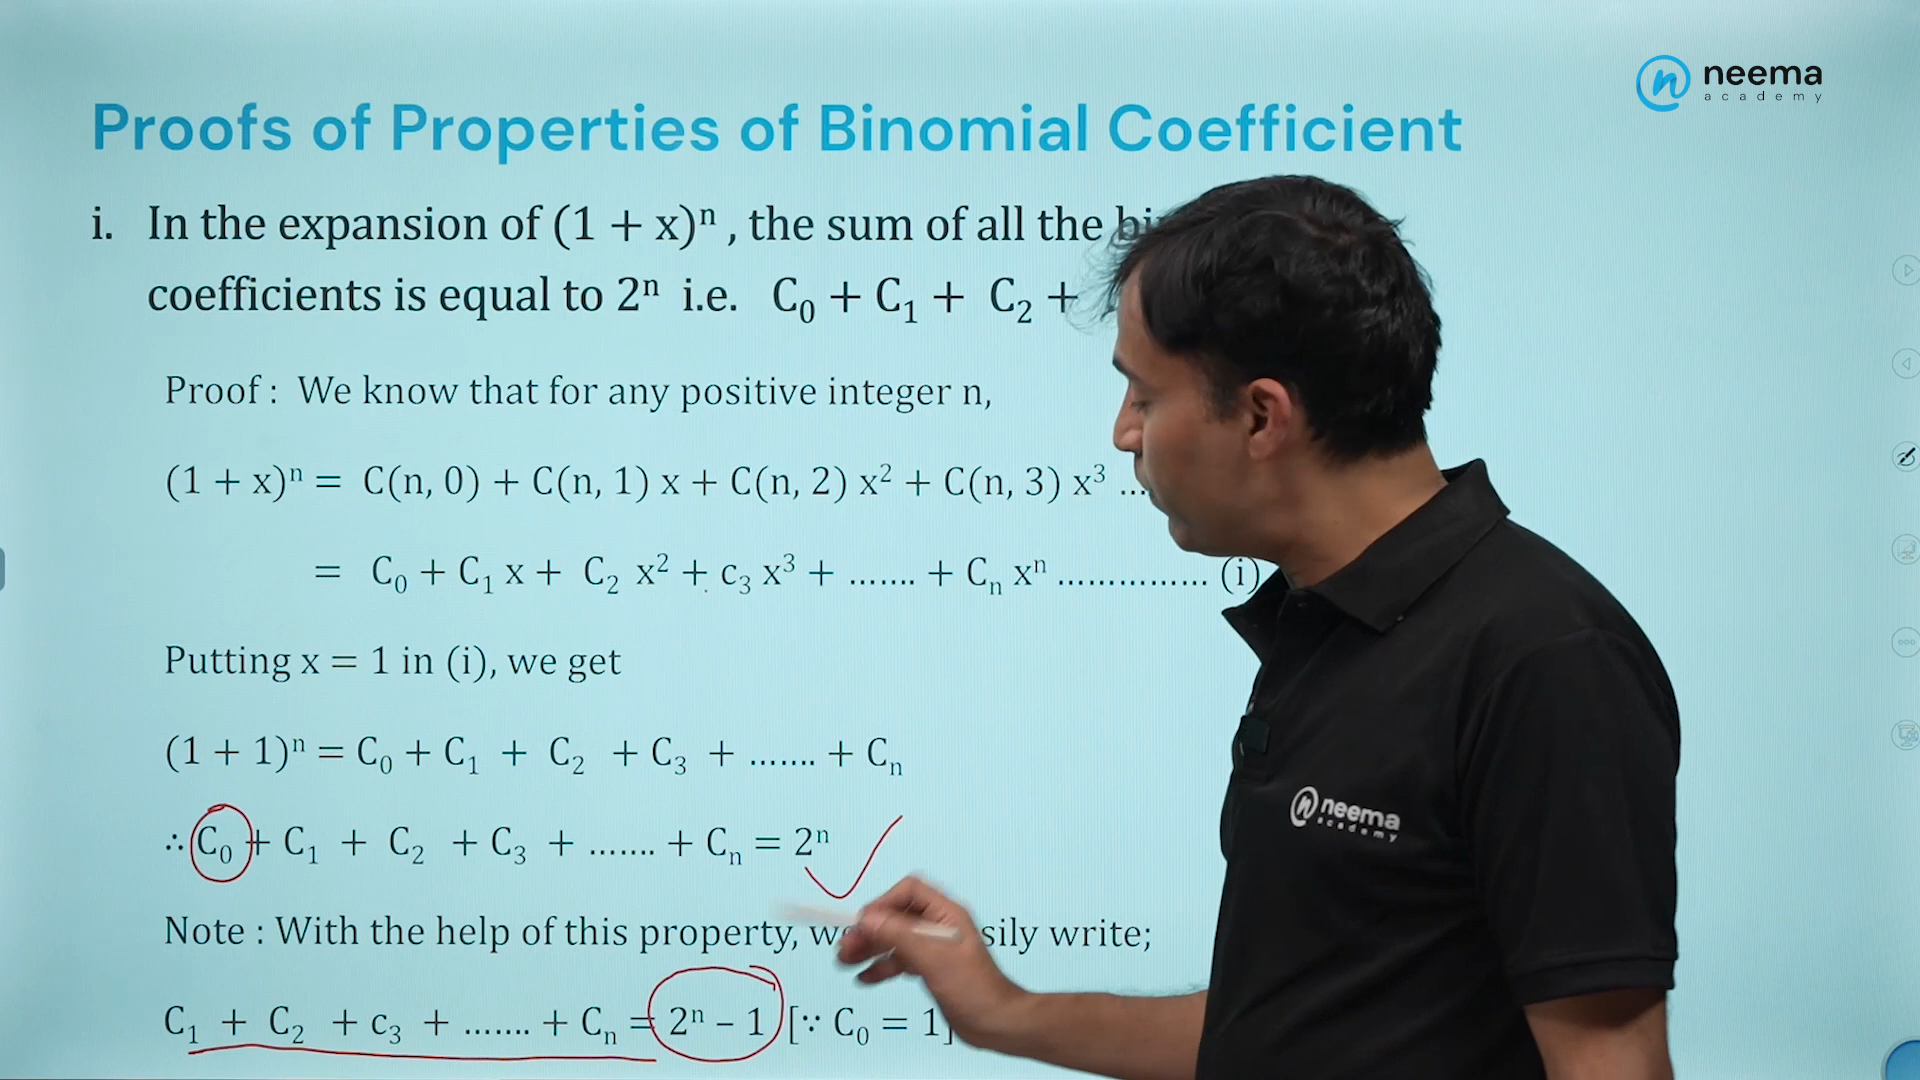 neema
academy
Proofs of Properties of Binomial Coefficient
i. In the expansion of (1 + x)ⁿ , the sum of all the
coefficients is equal to 2ⁿ i.e. C₀ + C₁ + C₂ +
Proof : We know that for any positive integer n,
(1 + x)ⁿ = C(n, 0) + C(n, 1) x + C(n, 2) x² + C(n, 3) x³ ...
= C₀ + C₁ x + C₂ x² + c₃ x³ + ....... + Cₙ xⁿ ............... (i)
Putting x = 1 in (i), we get
(1 + 1)ⁿ = C₀ + C₁ + C₂ + C₃ + ....... + Cₙ
∴ C₀ + C₁ + C₂ + C₃ + ....... + Cₙ = 2ⁿ
Note : With the help of this property, write;
C₁ + C₂ + c₃ + ....... + Cₙ = 2ⁿ – 1 [∵ C₀ = 1]
neema
academy